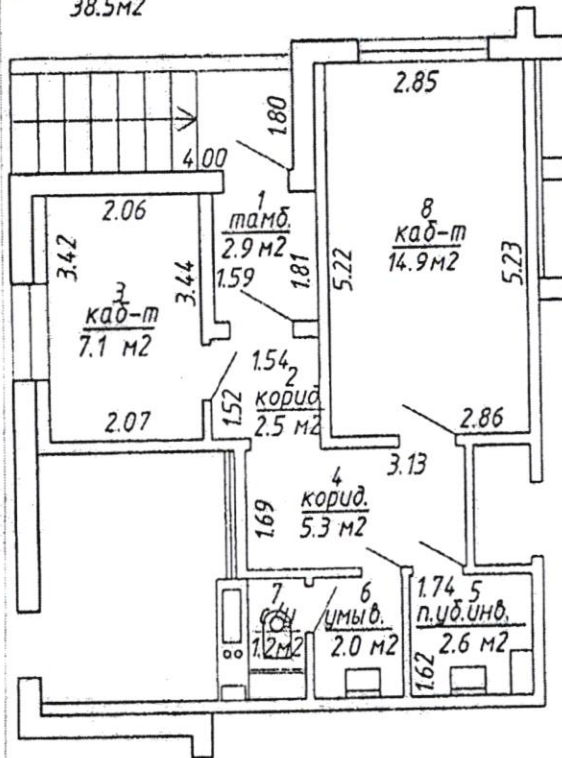 38.5м2
2.85
1.80
4.00
2.06
1
тамб.
2.9 м2
8
каб-т
14.9м2
3.42
3.44
1.59
1.81
5.22
5.23
3
каб-т
7.1 м2
1.54
2
корид.
2.5 м2
1.52
2.07
2.86
3.13
4
корид.
5.3 м2
1.69
7
с/у
1.2м2
6
умыв.
2.0 м2
1.74
5
п.уб.инв.
2.6 м2
1.62